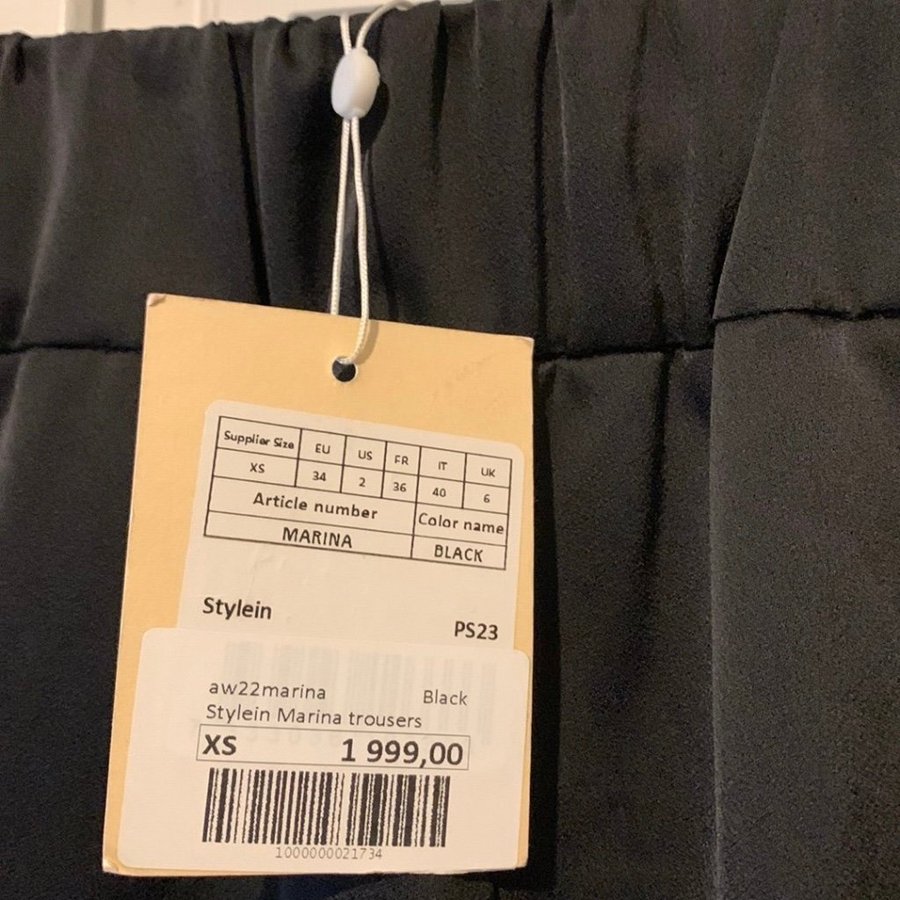 Supplier Size EU US FR IT UK
XS 34 2 36 40 6
Article number Color name
MARINA BLACK
Stylein
PS23
aw22marina Black
Stylein Marina trousers
XS 1 999,00
1000000021734